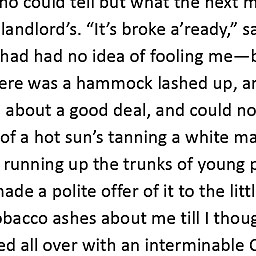 who could tell but what the next m
landlord's. “It's broke a'ready,” sa
had had no idea of fooling me—b
ere was a hammock lashed up, an
about a good deal, and could no
of a hot sun's tanning a white ma
running up the trunks of young p
made a polite offer of it to the littl
obacco ashes about me till I thoug
ed all over with an interminable C